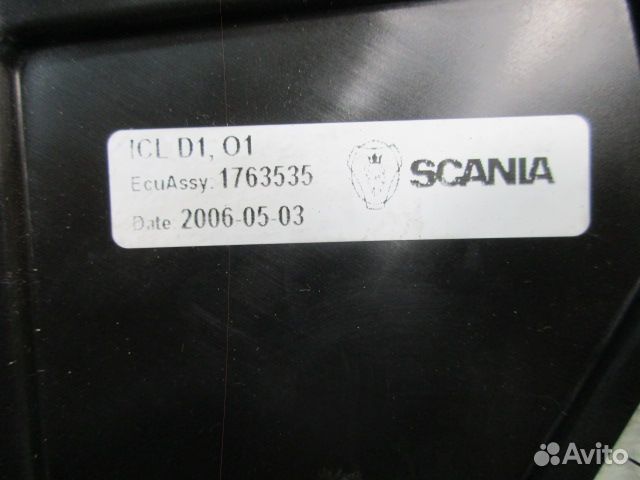 ICL D1, O1
EcuAssy: 1763535
SCANIA
Date: 2006-05-03
Avito